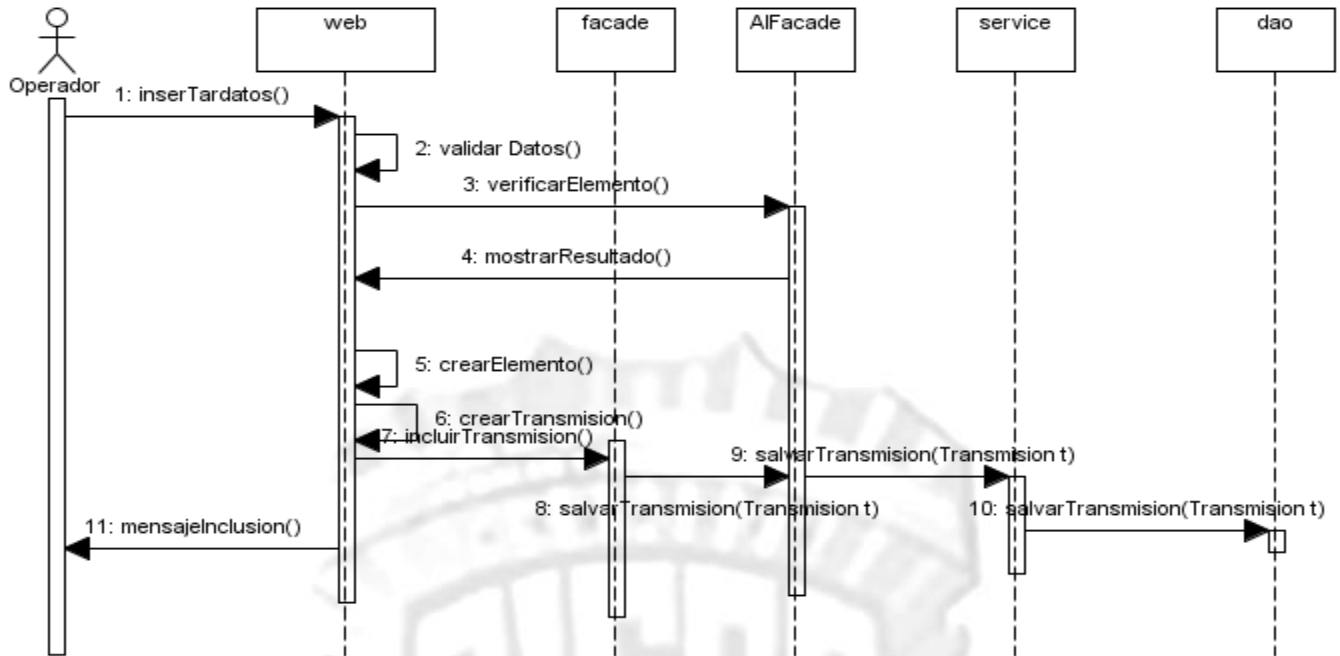 web
facade
AIFacade
service
dao
Operador
1: inserTardatos()
2: validar Datos()
3: verificarElemento()
4: mostrarResultado()
5: crearElemento()
6: crearTransmision()
7: incluirTransmision()
9: salvarTransmision(Transmision t)
8: salvarTransmision(Transmision t)
10: salvarTransmision(Transmision t)
11: mensajeInclusion()